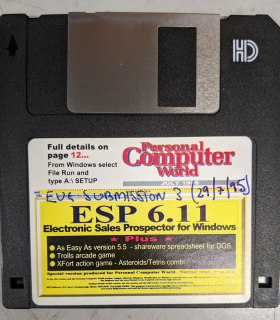 HD
Full details on
page 12...
From Windows select
File Run and
type A:\ SETUP
Personal
Computer
World
JULY
EUC SUBMISSION 3 (29/7/95)
ESP 6.11
Electronic Sales Prospector for Windows
★ Plus ★
As Easy As version 5.5 - shareware spreadsheet for DOS
Trolls arcade game
XFort action game - Asteroids/Tetris combi
Special version produced for Personal Computer World.